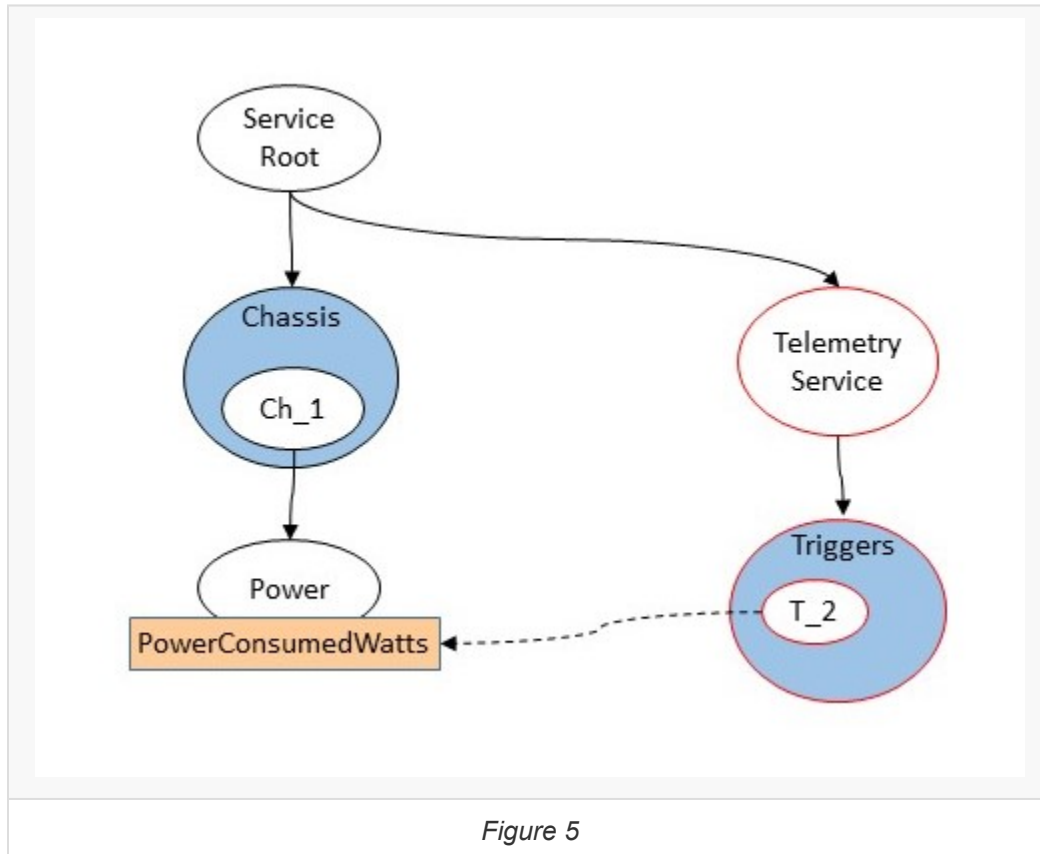 Service
Root
Chassis
Telemetry
Service
Ch_1
Triggers
Power
T_2
PowerConsumedWatts
Figure 5